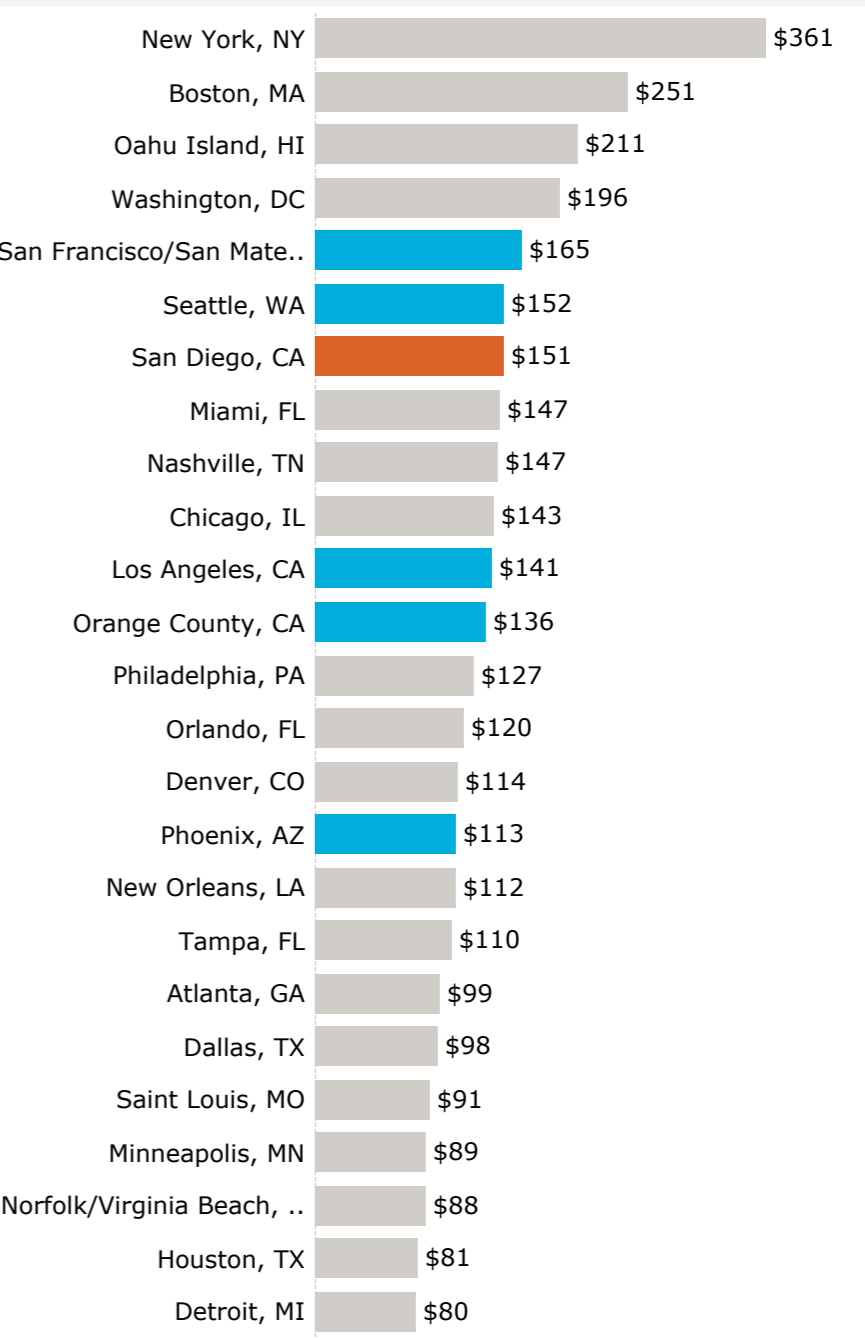 New York, NY $361
Boston, MA $251
Oahu Island, HI $211
Washington, DC $196
San Francisco/San Mate.. $165
Seattle, WA $152
San Diego, CA $151
Miami, FL $147
Nashville, TN $147
Chicago, IL $143
Los Angeles, CA $141
Orange County, CA $136
Philadelphia, PA $127
Orlando, FL $120
Denver, CO $114
Phoenix, AZ $113
New Orleans, LA $112
Tampa, FL $110
Atlanta, GA $99
Dallas, TX $98
Saint Louis, MO $91
Minneapolis, MN $89
Norfolk/Virginia Beach, .. $88
Houston, TX $81
Detroit, MI $80